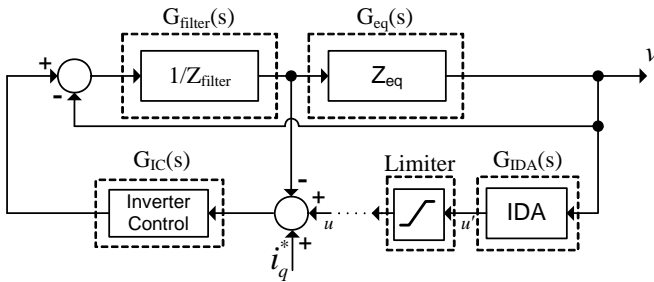 G_filter(s)
G_eq(s)
+
-
1/Z_filter
Z_eq
v
G_IC(s)
Limiter
G_IDA(s)
Inverter
Control
-
+
u
u'
IDA
i_q^*
+